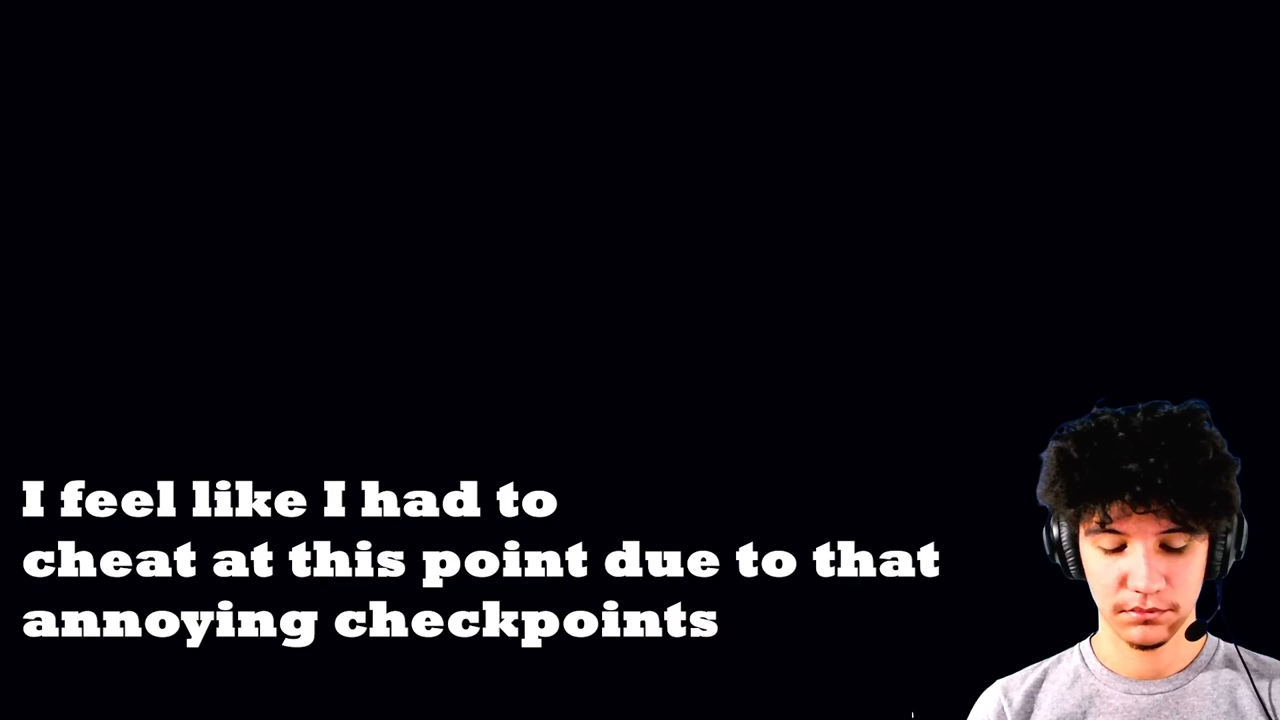 I feel like I had to
cheat at this point due to that
annoying checkpoints